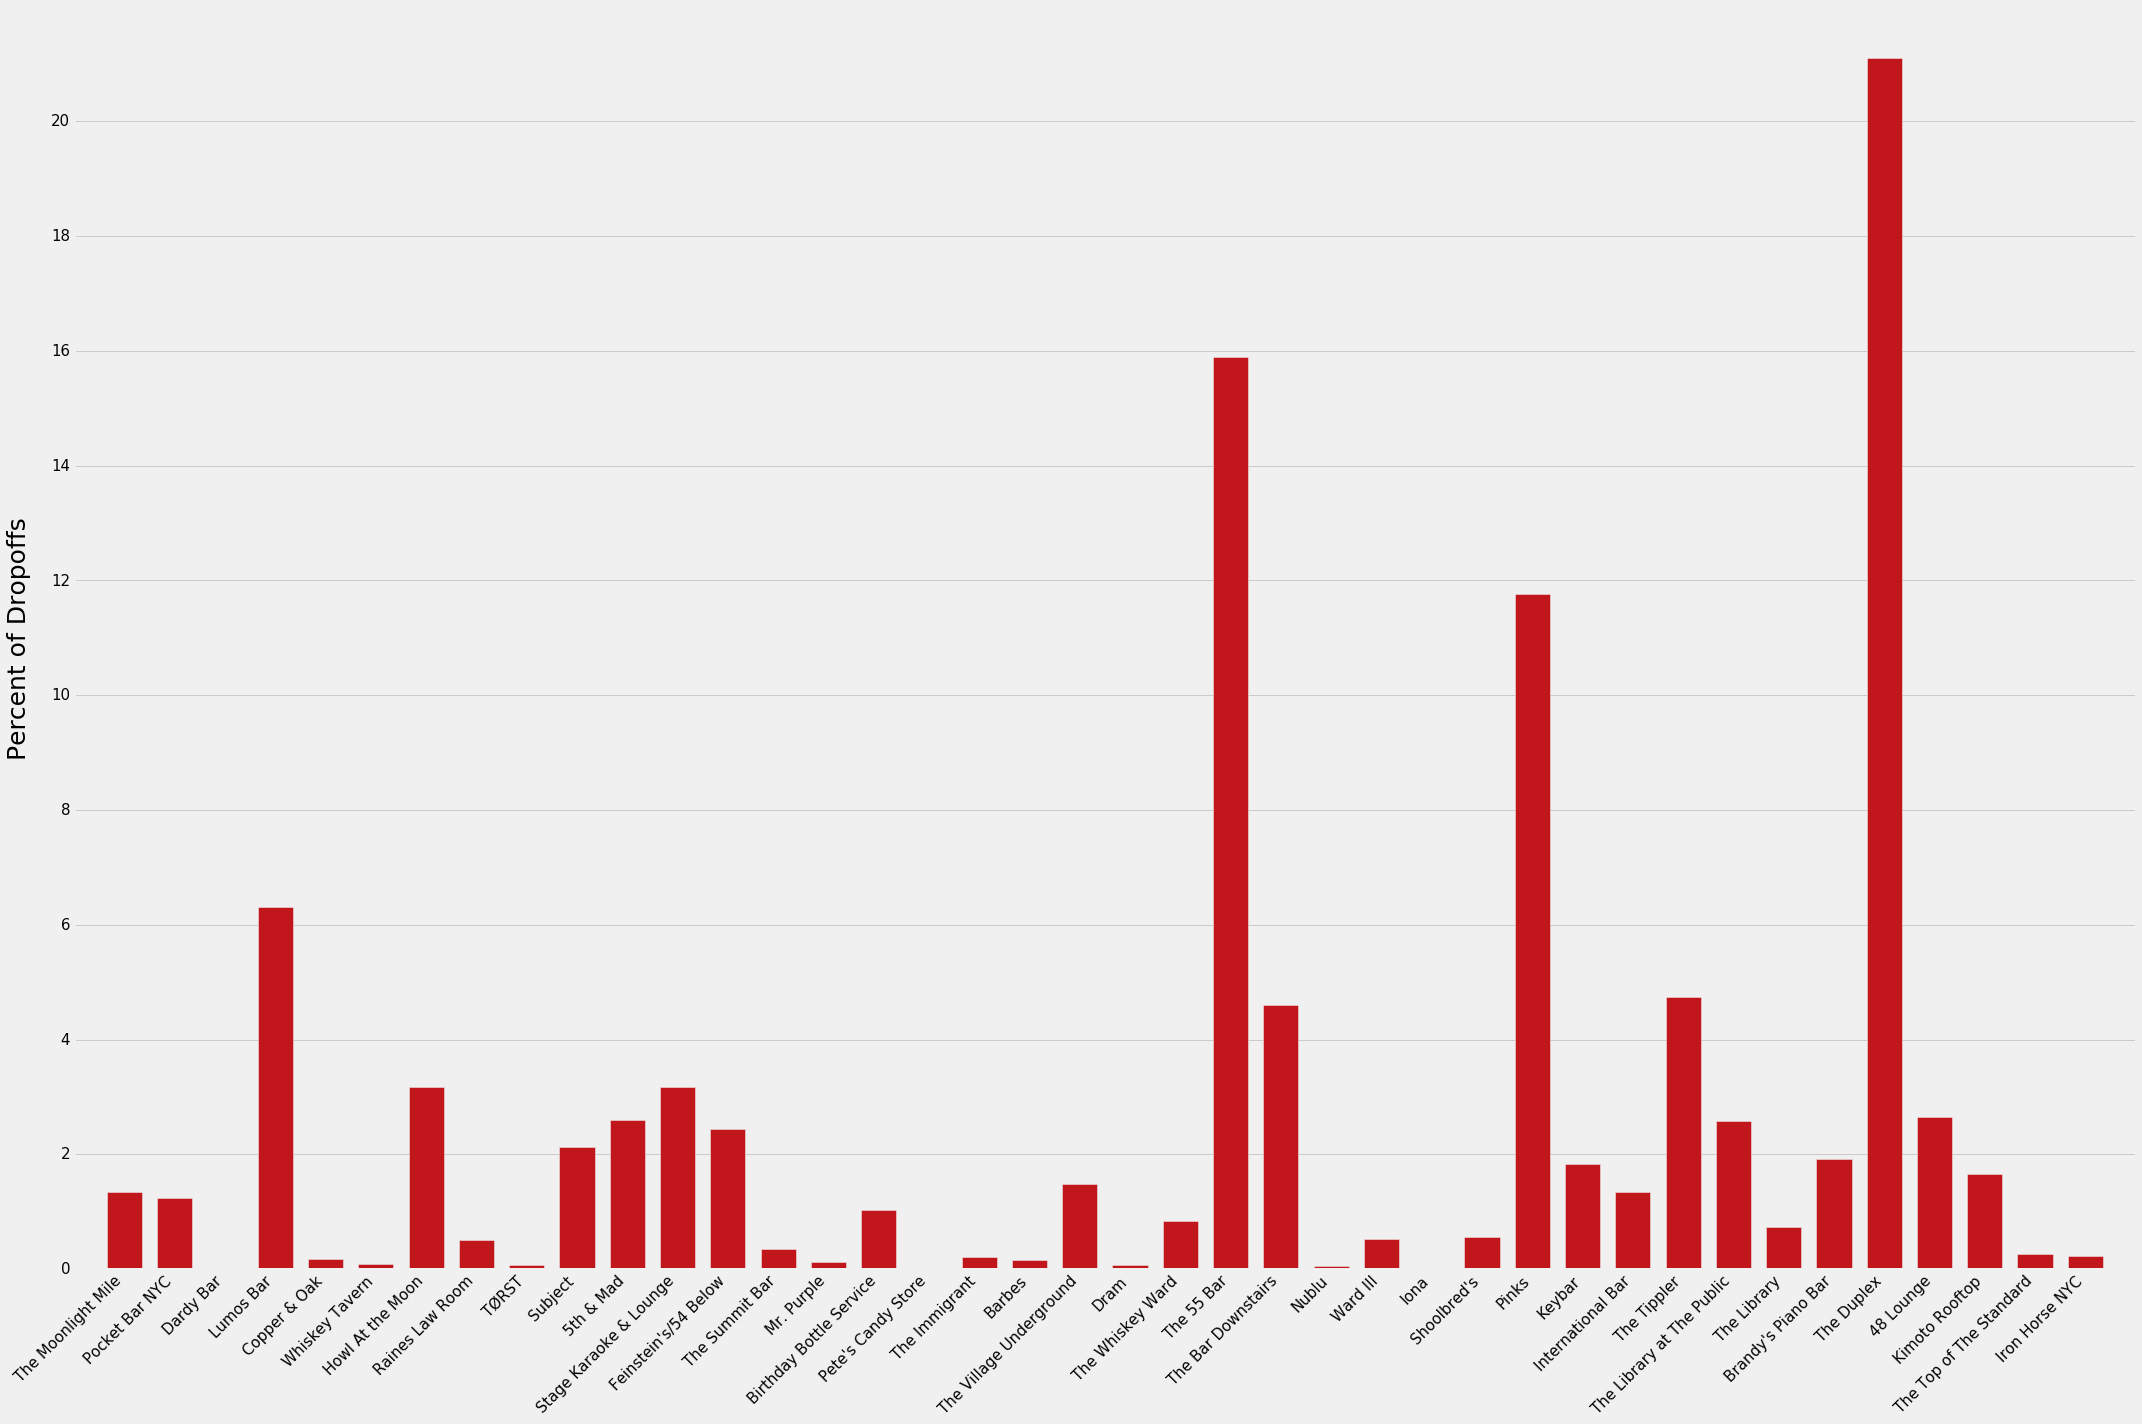 Percent of Dropoffs
20
18
16
14
12
10
8
6
4
2
0
The Moonlight Mile
Pocket Bar NYC
Dardy Bar
Lumos Bar
Copper & Oak
Whiskey Tavern
Howl At the Moon
Raines Law Room
TØRST
Subject
5th & Mad
Stage Karaoke & Lounge
Feinstein's/54 Below
The Summit Bar
Mr. Purple
Birthday Bottle Service
Pete's Candy Store
The Immigrant
Barbes
The Village Underground
Dram
The Whiskey Ward
The 55 Bar
The Bar Downstairs
Nublu
Ward III
Iona
Shoolbred's
Pinks
Keybar
International Bar
The Tippler
The Library at The Public
The Library
Brandy's Piano Bar
The Duplex
48 Lounge
Kimoto Rooftop
The Top of The Standard
Iron Horse NYC